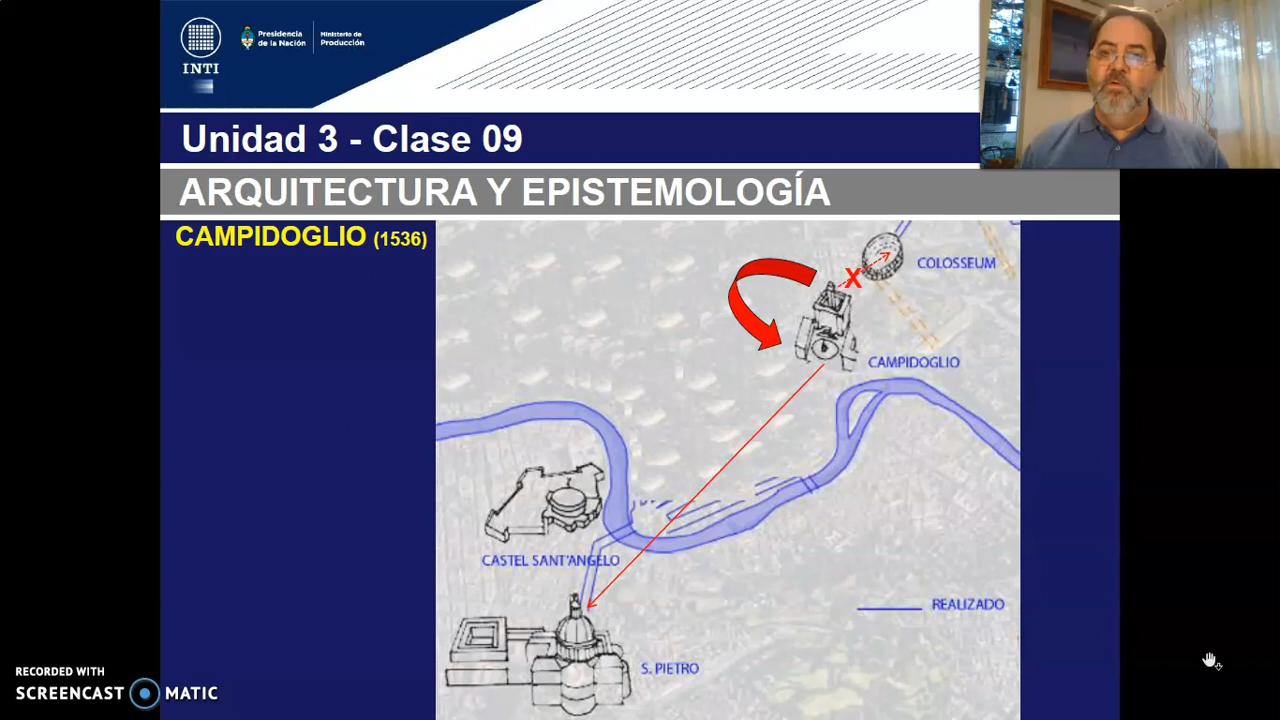 INTI
Presidencia
de la Nación
Ministerio de
Producción
Unidad 3 - Clase 09
ARQUITECTURA Y EPISTEMOLOGÍA
CAMPIDOGLIO (1536)
X
COLOSSEUM
CAMPIDOGLIO
CASTEL SANT'ANGELO
REALIZADO
S. PIETRO
RECORDED WITH
SCREENCAST MATIC